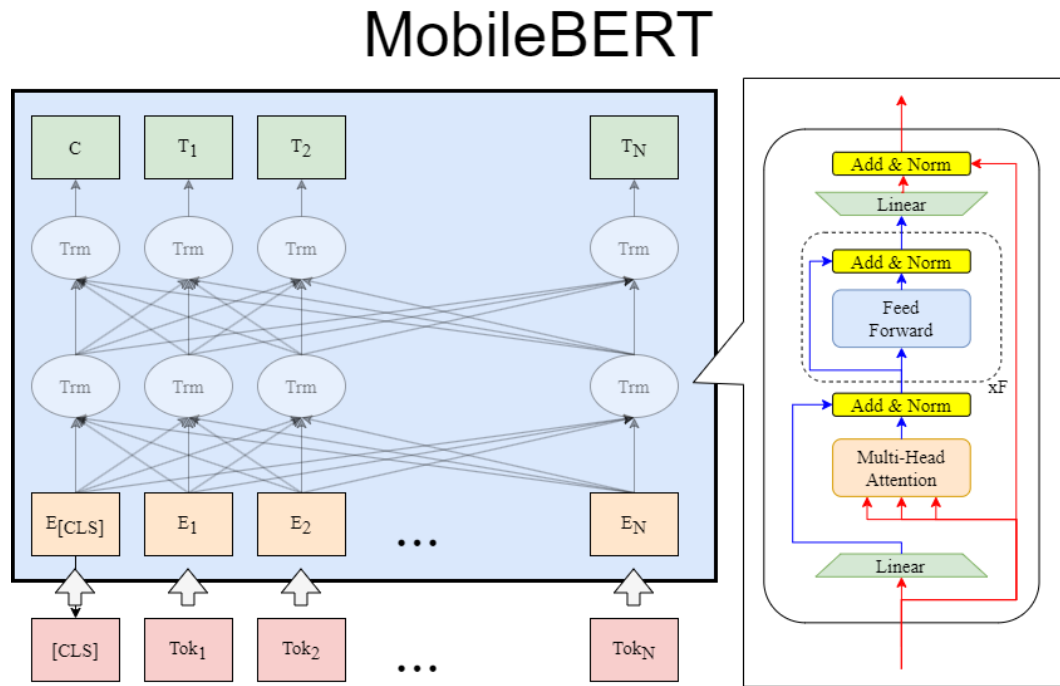 MobileBERT
C T1 T2 TN
Trm Trm Trm Trm
Trm Trm Trm Trm
E[CLS] E1 E2 ... EN
[CLS] Tok1 Tok2 ... TokN
Add & Norm
Linear
Add & Norm
Feed
Forward
xF
Add & Norm
Multi-Head
Attention
Linear